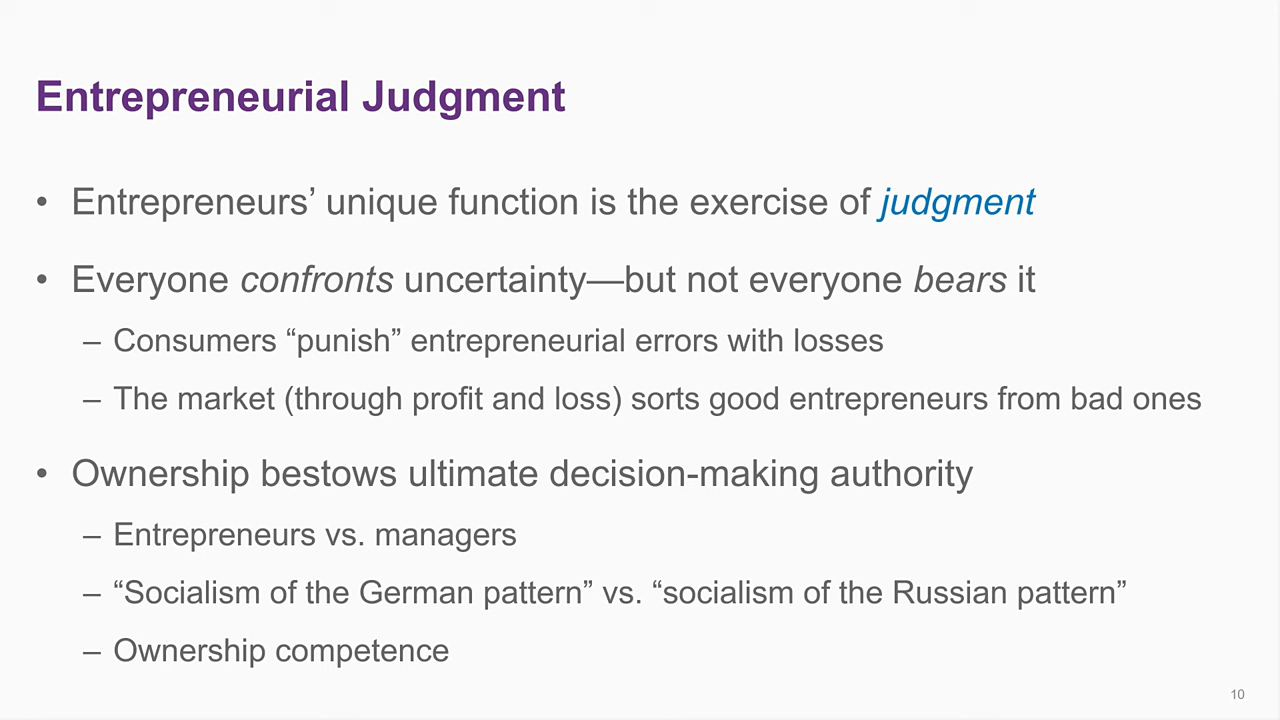 Entrepreneurial Judgment
• Entrepreneurs’ unique function is the exercise of judgment
• Everyone confronts uncertainty—but not everyone bears it
– Consumers “punish” entrepreneurial errors with losses
– The market (through profit and loss) sorts good entrepreneurs from bad ones
• Ownership bestows ultimate decision-making authority
– Entrepreneurs vs. managers
– “Socialism of the German pattern” vs. “socialism of the Russian pattern”
– Ownership competence
10